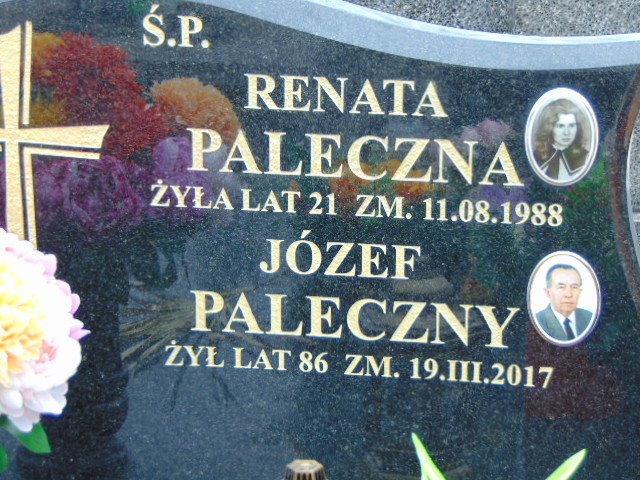 Ś.P.
RENATA
PALECZNA
ŻYŁA LAT 21 ZM. 11.08.1988
JÓZEF
PALECZNY
ŻYŁ LAT 86 ZM. 19.III.2017